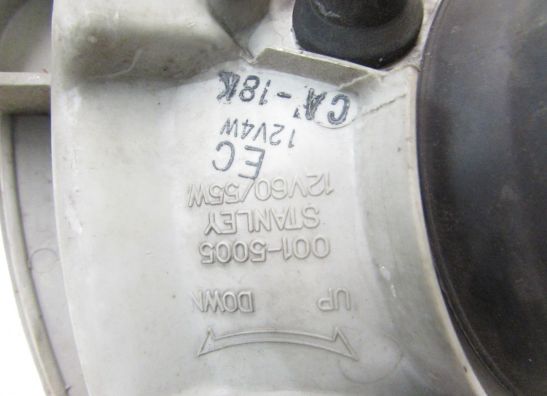 UP DOWN
001-5005
STANLEY
12V60/55W
EC
12V4W
CA-18K